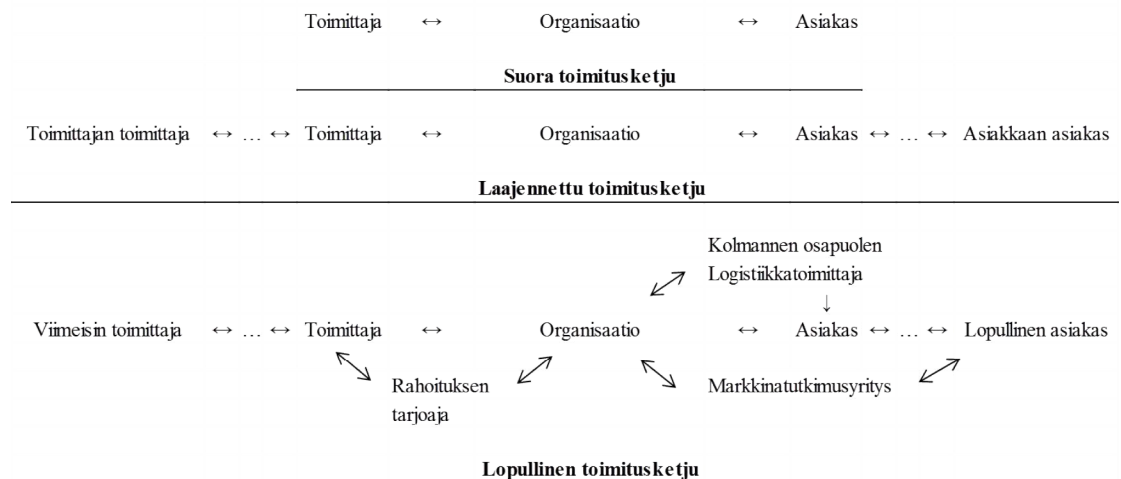 Toimittaja ↔ Organisaatio ↔ Asiakas
Suora toimitusketju
Toimittajan toimittaja ↔ … ↔ Toimittaja ↔ Organisaatio ↔ Asiakas ↔ … ↔ Asiakkaan asiakas
Laajennettu toimitusketju
Kolmannen osapuolen
Logistiikkatoimittaja
↓
Viimeisin toimittaja ↔ … ↔ Toimittaja ↔ Organisaatio ↔ Asiakas ↔ … ↔ Lopullinen asiakas
Rahoituksen
tarjoaja
Markkinatutkimusyritys
Lopullinen toimitusketju